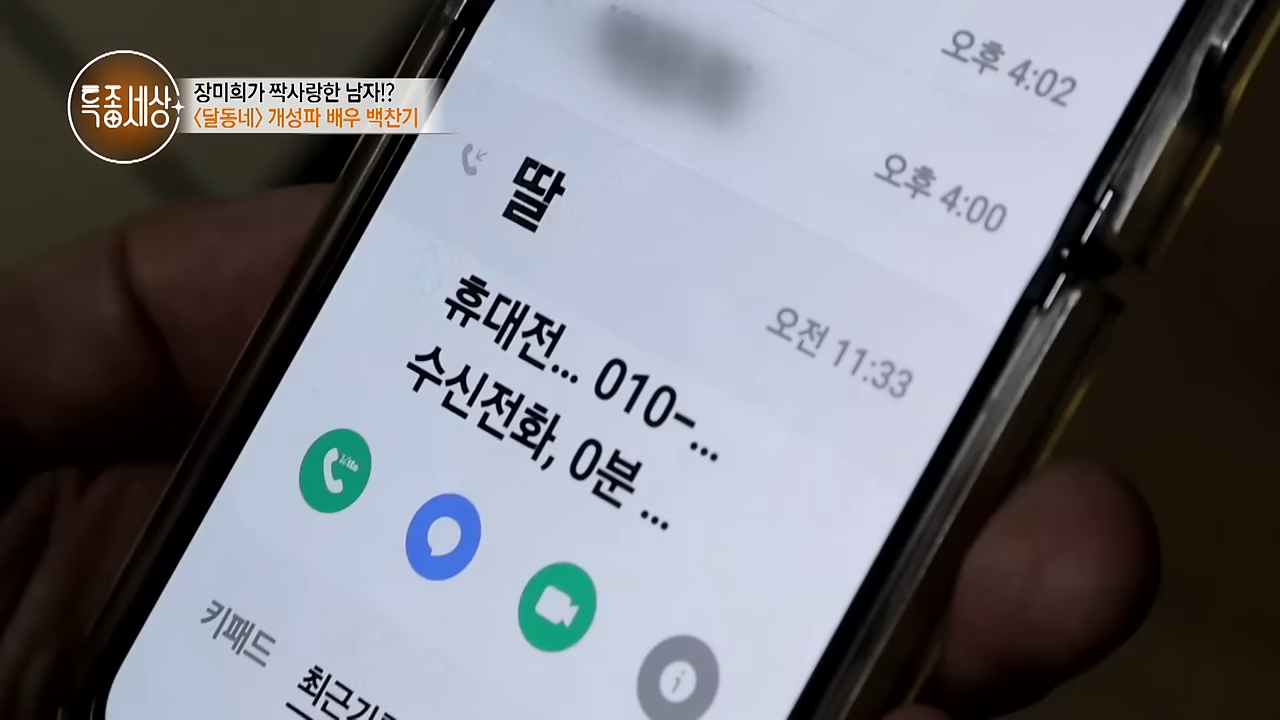 특종세상
장미희가 짝사랑한 남자!?
<달동네> 개성파 배우 백찬기
오후 4:02
오후 4:00
딸
오전 11:33
휴대전... 010-...
수신전화, 0분 ...
키패드